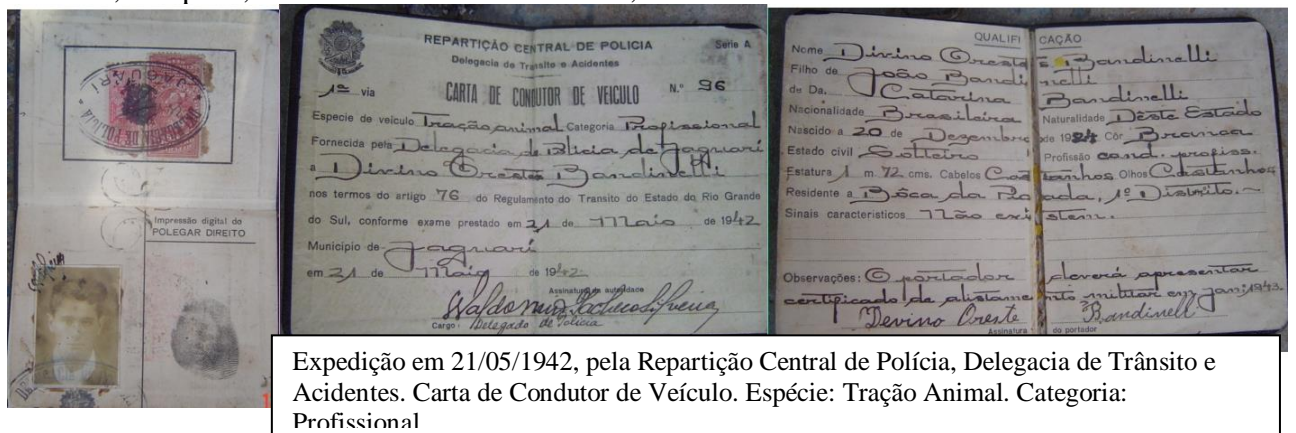 DELEGACIA DE POLICIA
JAGUARÍ
Impressão digital do
POLEGAR DIREITO
REPARTIÇÃO CENTRAL DE POLICIA
Serie A
Delegacia de Transito e Acidentes
1ª via
CARTA DE CONDUTOR DE VEICULO N.º 96
Especie de veiculo Tração animal Categoria Profissional
Fornecida pela Delegacia de Policia de Jaguarí
a Divino Oreste Bandinelli
nos termos do artigo 76 do Regulamento do Transito do Estado do Rio Grande
do Sul, conforme exame prestado em 21 de Maio de 1942
Municipio de Jaguarí
em 21 de Maio de 1942
Assinatura da autoridade
Cargo: Delegado de Policia
QUALIFICAÇÃO
Nome Divino Oreste Bandinelli
Filho de João Bandinelli
de Da. Catarina Bandinelli
Nacionalidade Brasileira Naturalidade Dêste Estado
Nascido a 20 de Dezembro de 1924 Côr Branca
Estado civil Solteiro Profissão cond. profiss.
Estatura 1 m. 72 cms. Cabelos Castanhos Olhos Castanhos
Residente a Bôca da Picada, 1º Distrito.~
Sinais caracteristicos Não existem.
Observações: O portador deverá apresentar
certificado de alistamento militar em jan/1943.
Devino Oreste Bandinell
Assinatura do portador
Expedição em 21/05/1942, pela Repartição Central de Polícia, Delegacia de Trânsito e
Acidentes. Carta de Condutor de Veículo. Espécie: Tração Animal. Categoria:
Profissional